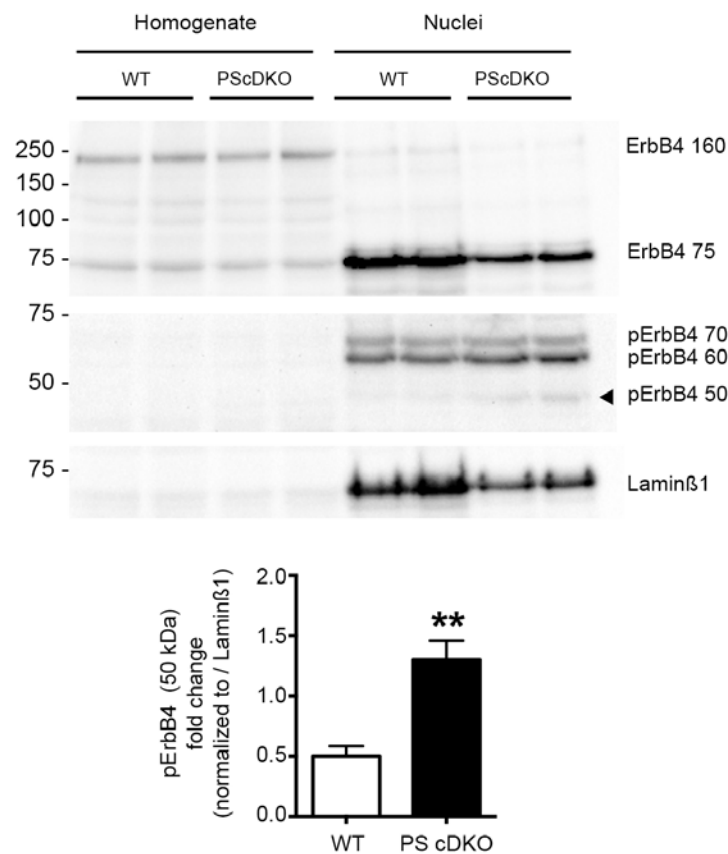 Homogenate Nuclei
WT PScDKO WT PScDKO
250 - ErbB4 160
150 -
100 -
75 - ErbB4 75
75 -
pErbB4 70
pErbB4 60
50 -
pErbB4 50
75 -
Laminß1
pErbB4 (50 kDa)
fold change
(normalized to / Laminß1)
2.0
**
1.5
1.0
0.5
0.0
WT PS cDKO